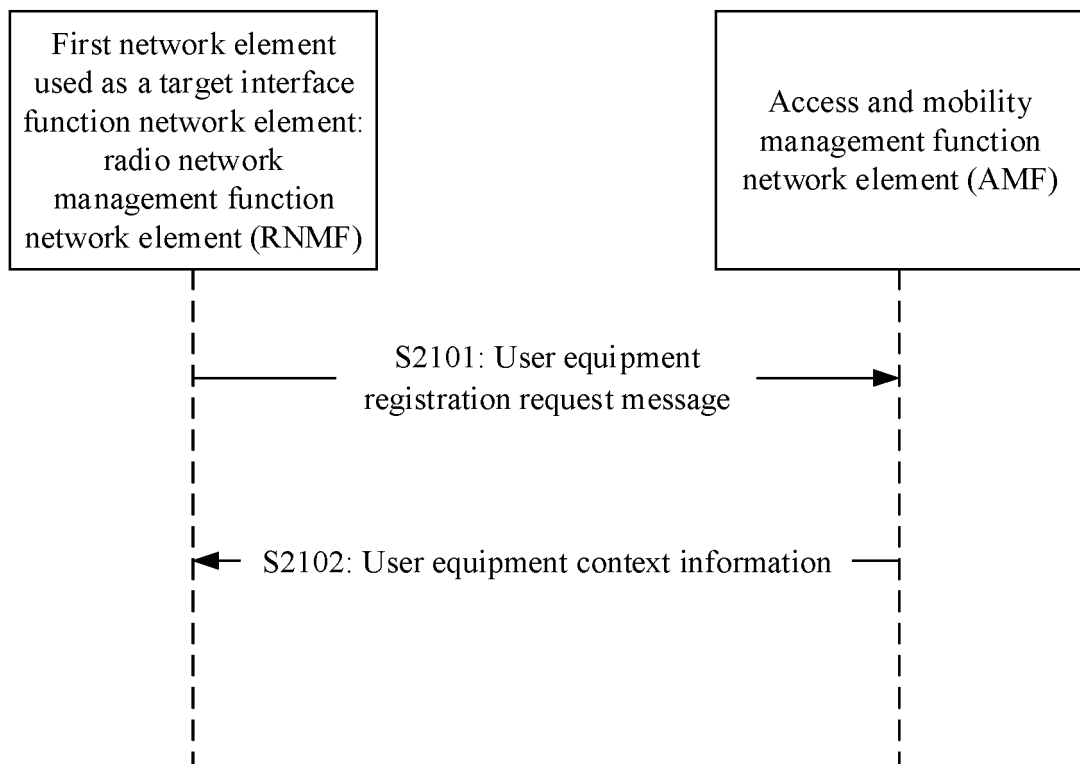 First network element
used as a target interface
function network element:
radio network
management function
network element (RNMF)
Access and mobility
management function
network element (AMF)
S2101: User equipment
registration request message
S2102: User equipment context information